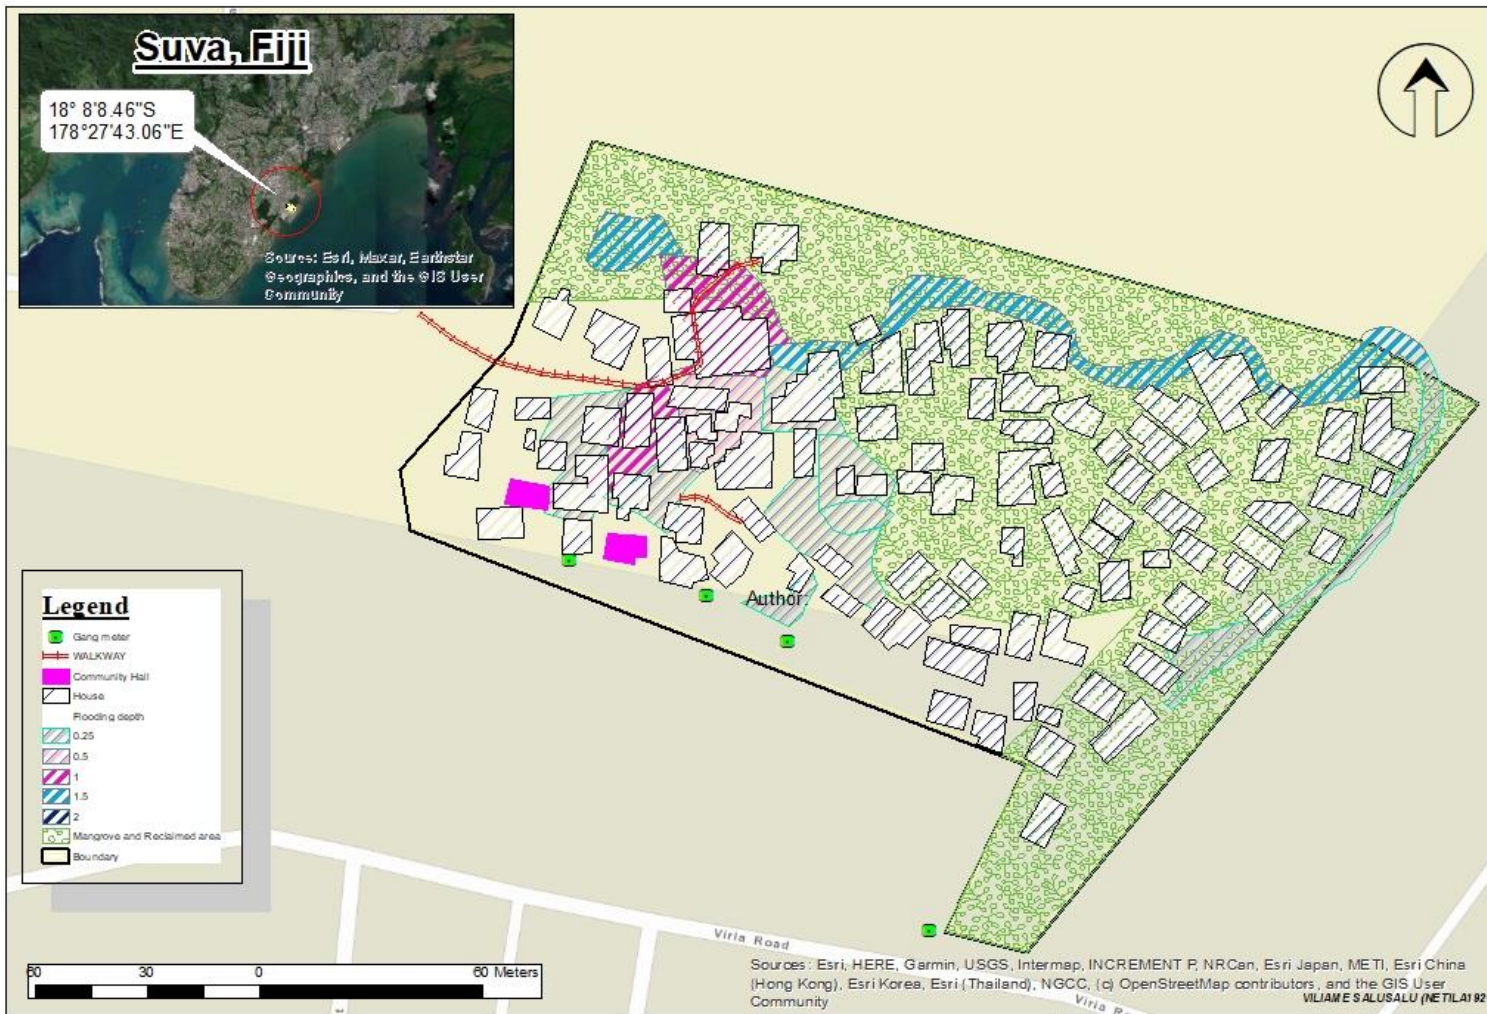 Suva, Fiji
18° 8'8.46"S
178°27'43.06"E
Source: Esri, Maxar, Earthstar
Geographics, and the GIS User
Community
Author:
Legend
Gang meter
WALKWAY
Community Hall
House
Flooding depth
0.25
0.5
1
1.5
2
Mangrove and Reclaimed area
Boundary
Viria Road
60 30 0 60 Meters
Sources: Esri, HERE, Garmin, USGS, Intermap, INCREMENT P, NRCan, Esri Japan, METI, Esri China
(Hong Kong), Esri Korea, Esri (Thailand), NGCC, (c) OpenStreetMap contributors, and the GIS User
Community
Viria
VILIAME SALUSALU (NETILA192